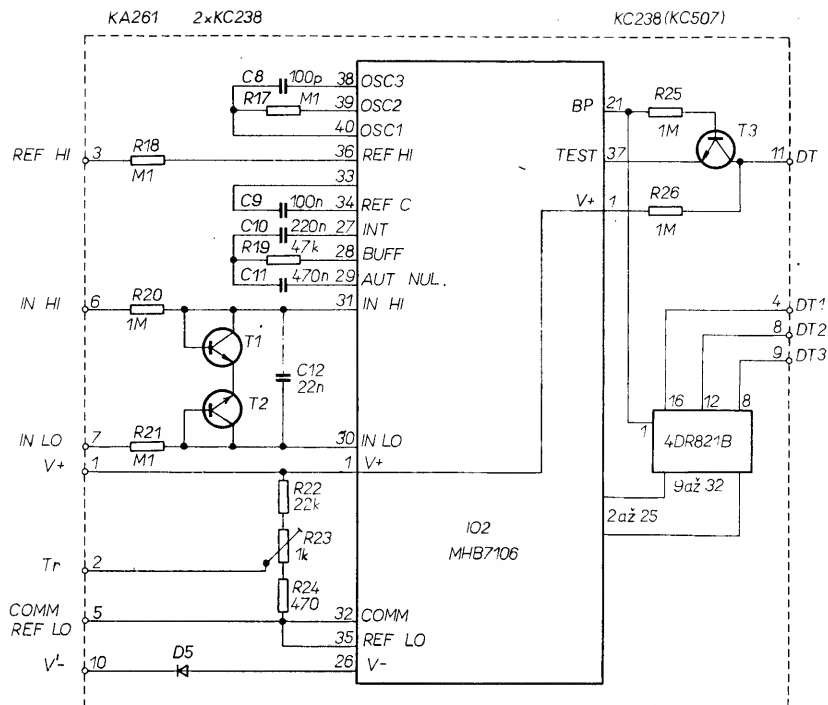 KA261 2xKC238 KC238(KC507)
C8 100p 38 OSC3
R17 M1 39 OSC2
40 OSC1
REF HI 3 R18 M1 36 REF HI
33
C9 100n 34 REF C
C10 220n 27 INT
R19 47k 28 BUFF
C11 470n 29 AUT NUL.
IN HI 6 R20 1M 31 IN HI
T1
T2
C12 22n
IN LO 7 R21 M1 30 IN LO
V+ 1 1 V+
R22 22k
R23 1k
Tr 2
R24 470
COMM REF LO 5 32 COMM
35 REF LO
V'- 10 D5 26 V-
IO2
MHB7106
BP 21 R25 1M
T3
TEST 37 11 DT
V+ 1 R26 1M
4 DT1
8 DT2
9 DT3
16 12 8
1 4DR821B
9až 32
2až 25